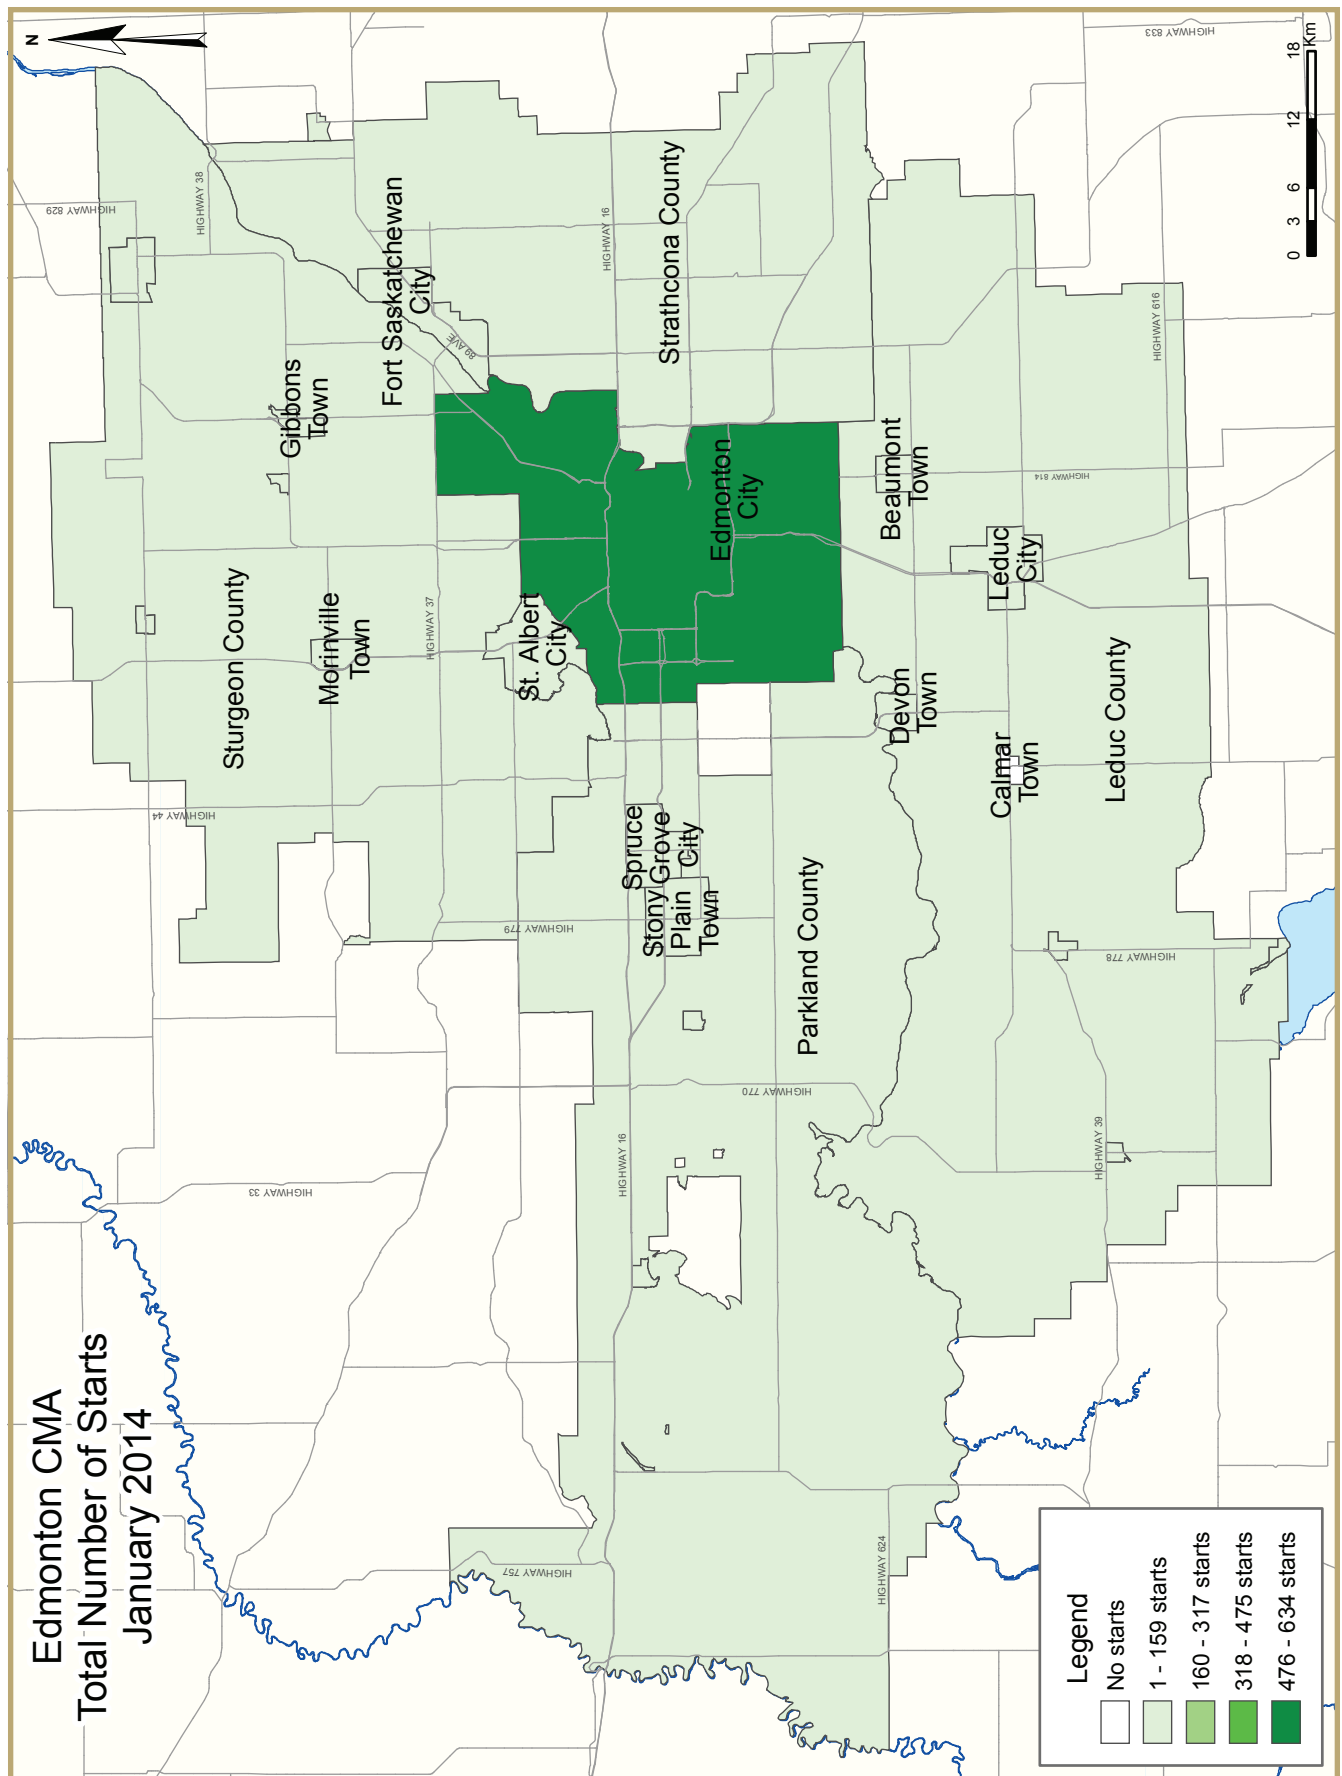 Edmonton CMA
Total Number of Starts
January 2014
N
HIGHWAY 829
HIGHWAY 38
HIGHWAY 833
HIGHWAY 44
HIGHWAY 33
HIGHWAY 37
HIGHWAY 16
HIGHWAY 779
89 AVE
HIGHWAY 16
HIGHWAY 757
HIGHWAY 770
HIGHWAY 624
HIGHWAY 814
HIGHWAY 616
HIGHWAY 778
HIGHWAY 39
Sturgeon County
Gibbons
Town
Morinville
Town
Fort Saskatchewan
City
St. Albert
City
Strathcona County
Edmonton
City
Spruce
Grove
City
Stony
Plain
Town
Parkland County
Beaumont
Town
Devon
Town
Leduc
City
Calmar
Town
Leduc County
Legend
No starts
1 - 159 starts
160 - 317 starts
318 - 475 starts
476 - 634 starts
0 3 6 12 18
Km